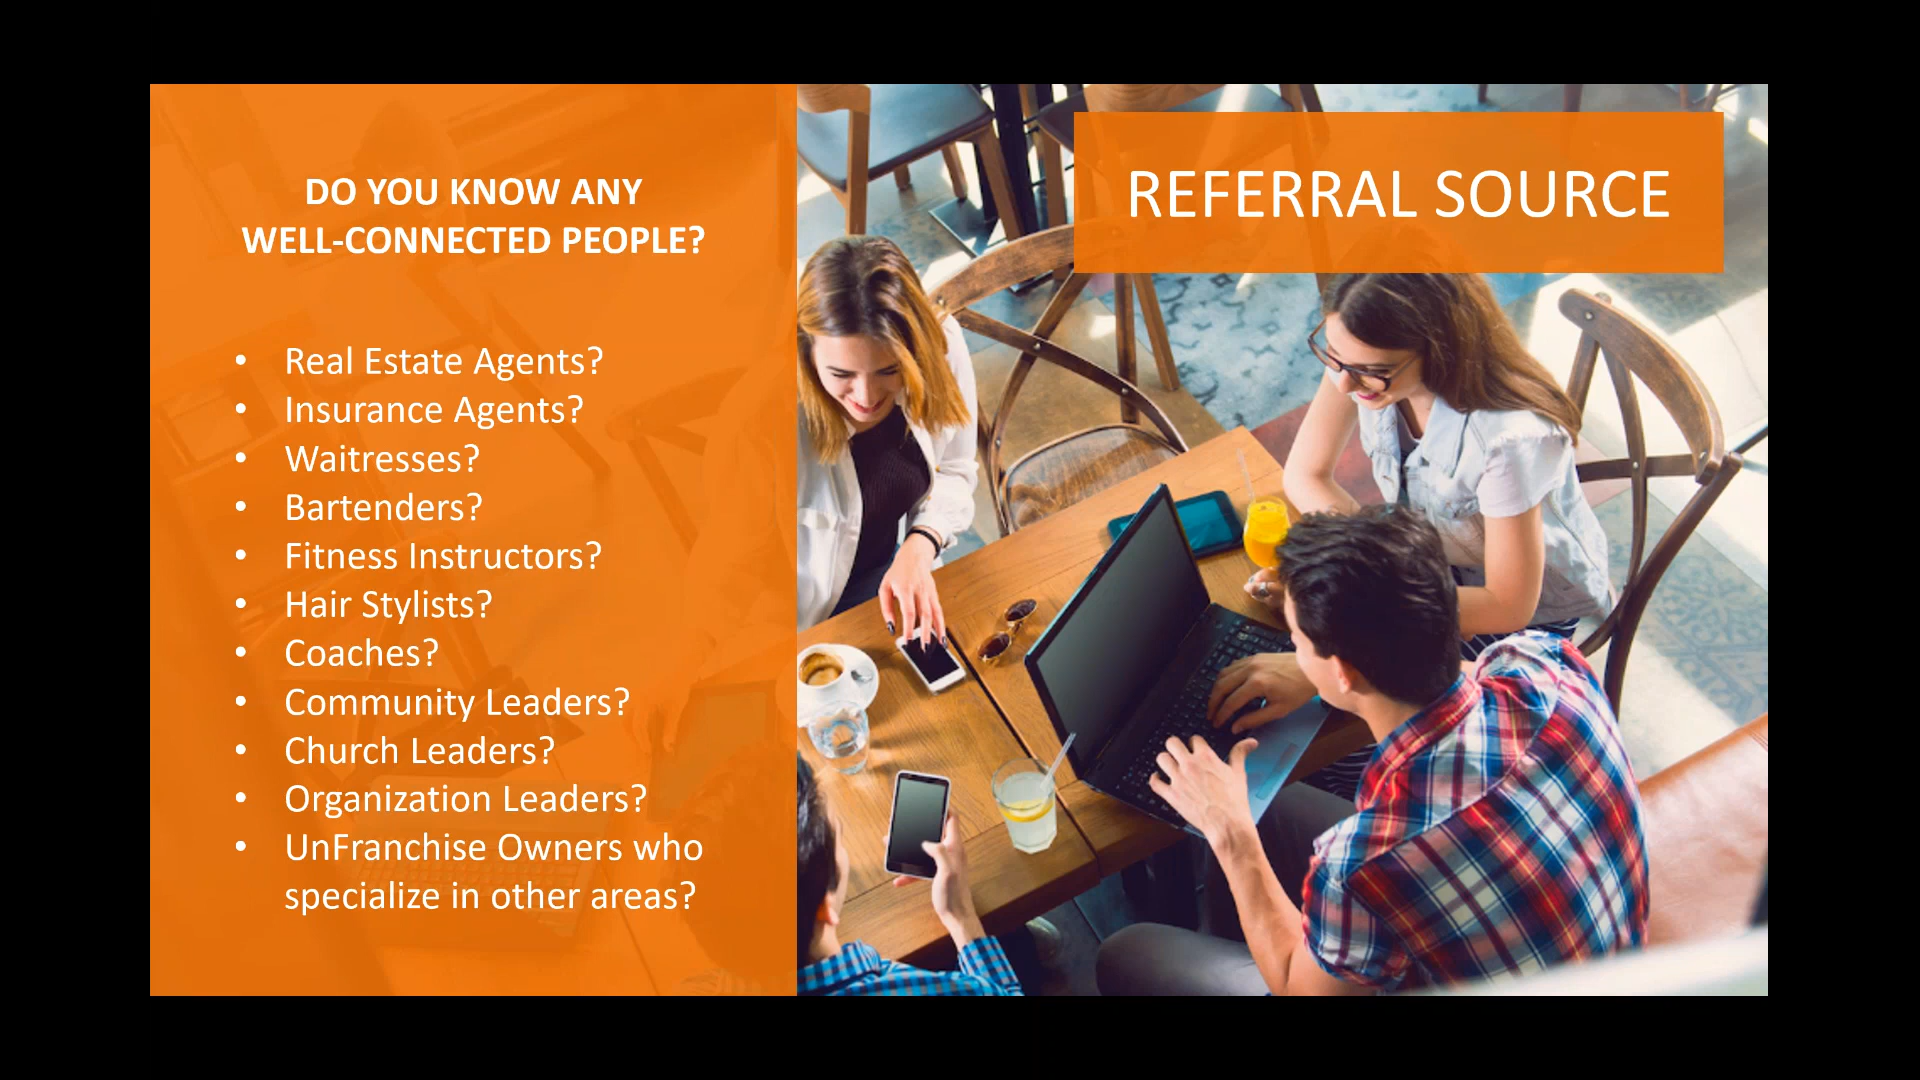 DO YOU KNOW ANY
WELL-CONNECTED PEOPLE?
• Real Estate Agents?
• Insurance Agents?
• Waitresses?
• Bartenders?
• Fitness Instructors?
• Hair Stylists?
• Coaches?
• Community Leaders?
• Church Leaders?
• Organization Leaders?
• UnFranchise Owners who
specialize in other areas?
REFERRAL SOURCE